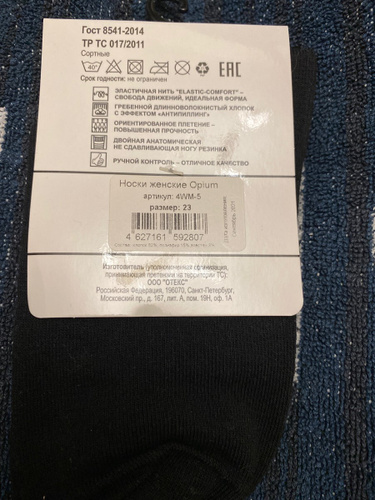 Гост 8541-2014
ТР ТС 017/2011
Сортные
40°
EAC
Срок годности: не ограничен
ЭЛАСТИЧНАЯ НИТЬ "ELASTIC-COMFORT" –
СВОБОДА ДВИЖЕНИЙ, ИДЕАЛЬНАЯ ФОРМА
ГРЕБЕННОЙ ДЛИННОВОЛОКНИСТЫЙ ХЛОПОК
С ЭФФЕКТОМ «АНТИПИЛЛИНГ»
ОРИЕНТИРОВАННОЕ ПЛЕТЕНИЕ –
ПОВЫШЕННАЯ ПРОЧНОСТЬ
ДВОЙНАЯ АНАТОМИЧЕСКАЯ
НЕ СДАВЛИВАЮЩАЯ НОГУ РЕЗИНКА
РУЧНОЙ КОНТРОЛЬ – ОТЛИЧНОЕ КАЧЕСТВО
Носки женские Opium
артикул: 4WM-5
размер: 23
4 627161 592807
Изготовитель (уполномоченная организация,
принимающая претензии на территории ТС):
ООО "ОТЕКС"
Российская Федерация, 196070, Санкт-Петербург,
Московский пр., д. 167, лит. А, пом. 19Н, оф. 1А